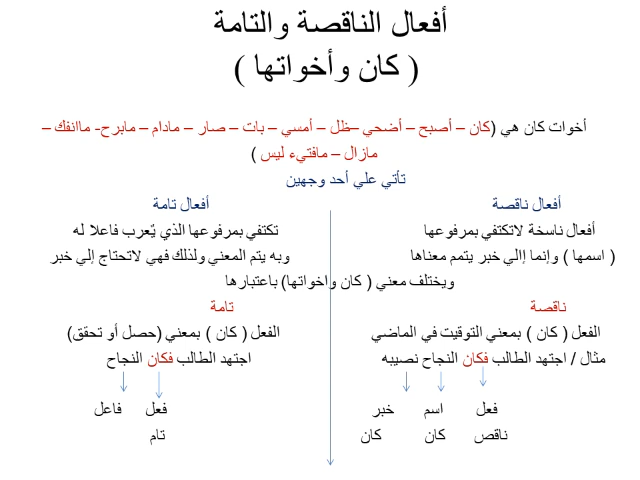 أفعال الناقصة والتامة
( كان وأخواتها )
أخوات كان هي (كان – أصبح – أضحي –ظل – أمسي – بات – صار – مادام – مابرح- ماانفك –
مازال – مافتيء ليس )
تأتي علي أحد وجهين
أفعال ناقصة
أفعال تامة
أفعال ناسخة لاتكتفي بمرفوعها
تكتفي بمرفوعها الذي يٌعرب فاعلا له
( اسمها ) وإنما إالي خبر يتمم معناها
وبه يتم المعني ولذلك فهي لاتحتاج إلي خبر
ويختلف معني ( كان واخواتها) باعتبارها
ناقصة
تامة
الفعل ( كان ) بمعني التوقيت في الماضي
الفعل ( كان ) بمعني (حصل أو تحقق)
مثال / اجتهد الطالب فكان النجاح نصيبه
اجتهد الطالب فكان النجاح
فعل اسم خبر
فعل فاعل
ناقص كان كان
تام